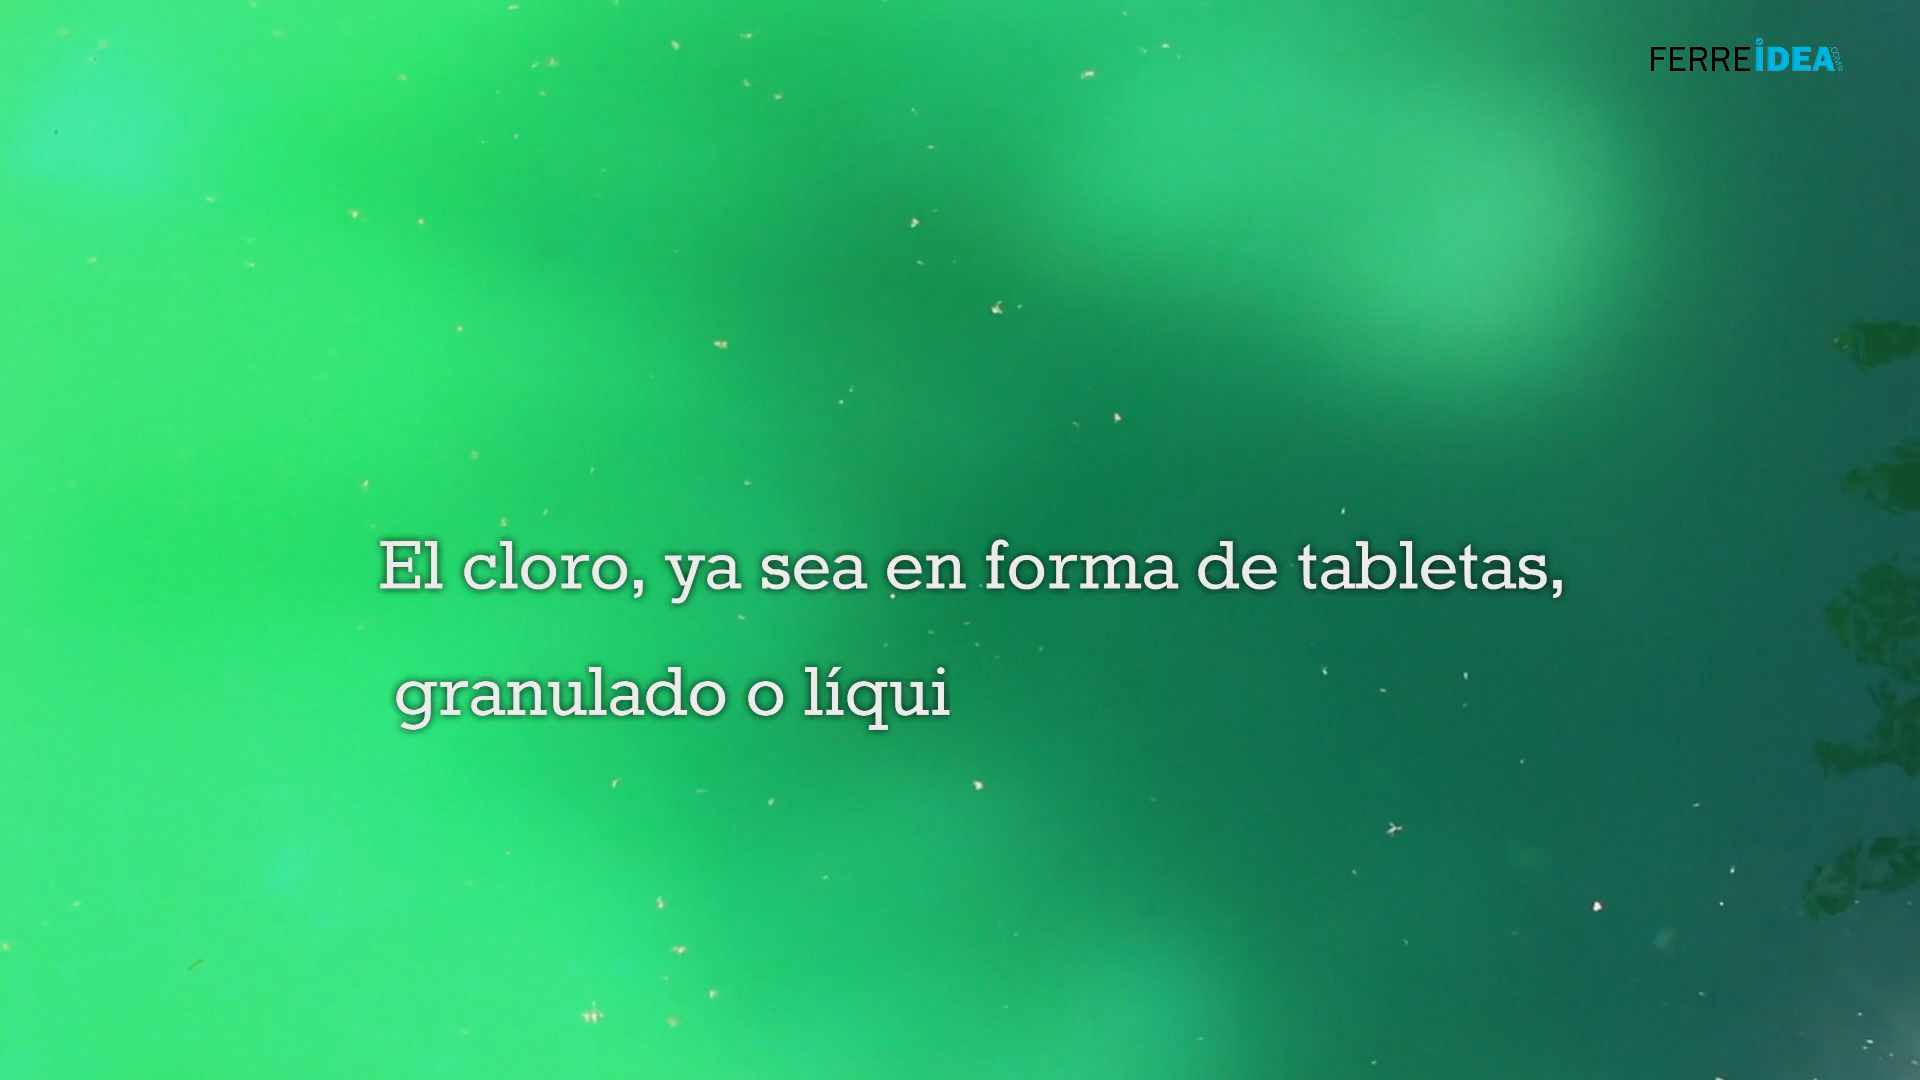 FERREIDEA
El cloro, ya sea en forma de tabletas,
granulado o líqui